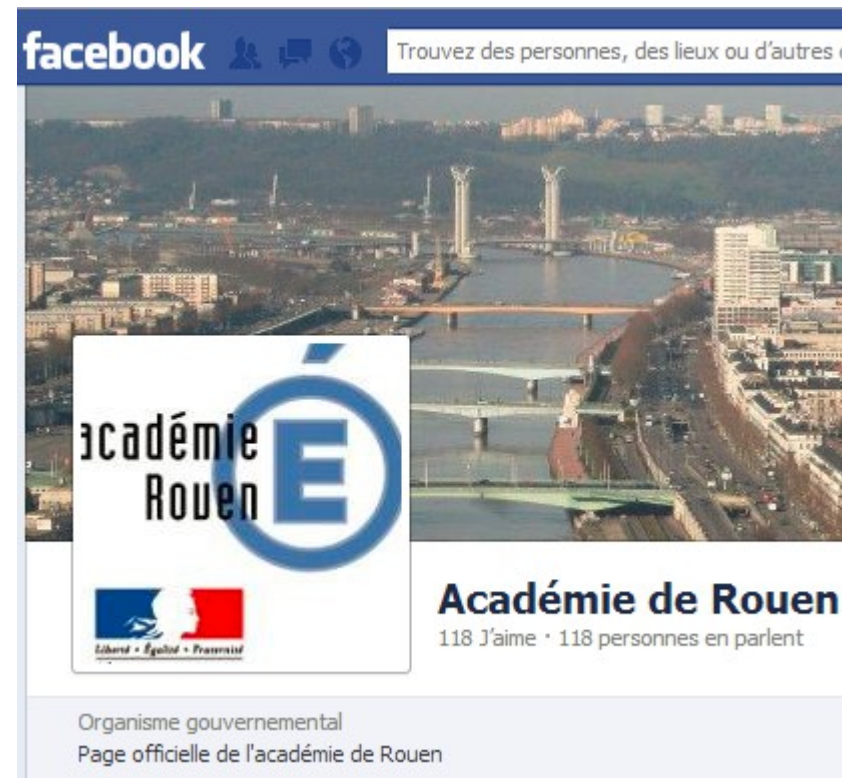 facebook
Trouvez des personnes, des lieux ou d'autres
académie
Rouen
É
Liberté • Égalité • Fraternité
Académie de Rouen
118 J'aime · 118 personnes en parlent
Organisme gouvernemental
Page officielle de l'académie de Rouen